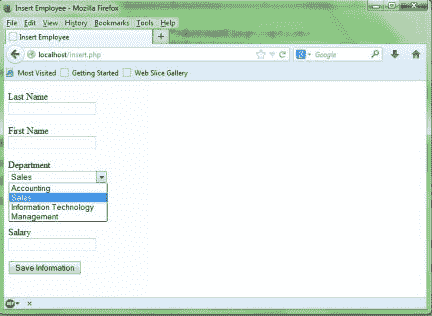 Insert Employee - Mozilla Firefox
File Edit View History Bookmarks Tools Help
Insert Employee +
localhost/insert.php Google
Most Visited Getting Started Web Slice Gallery
Last Name
First Name
Department
Sales
Accounting
Sales
Information Technology
Management
Salary
Save Information
×